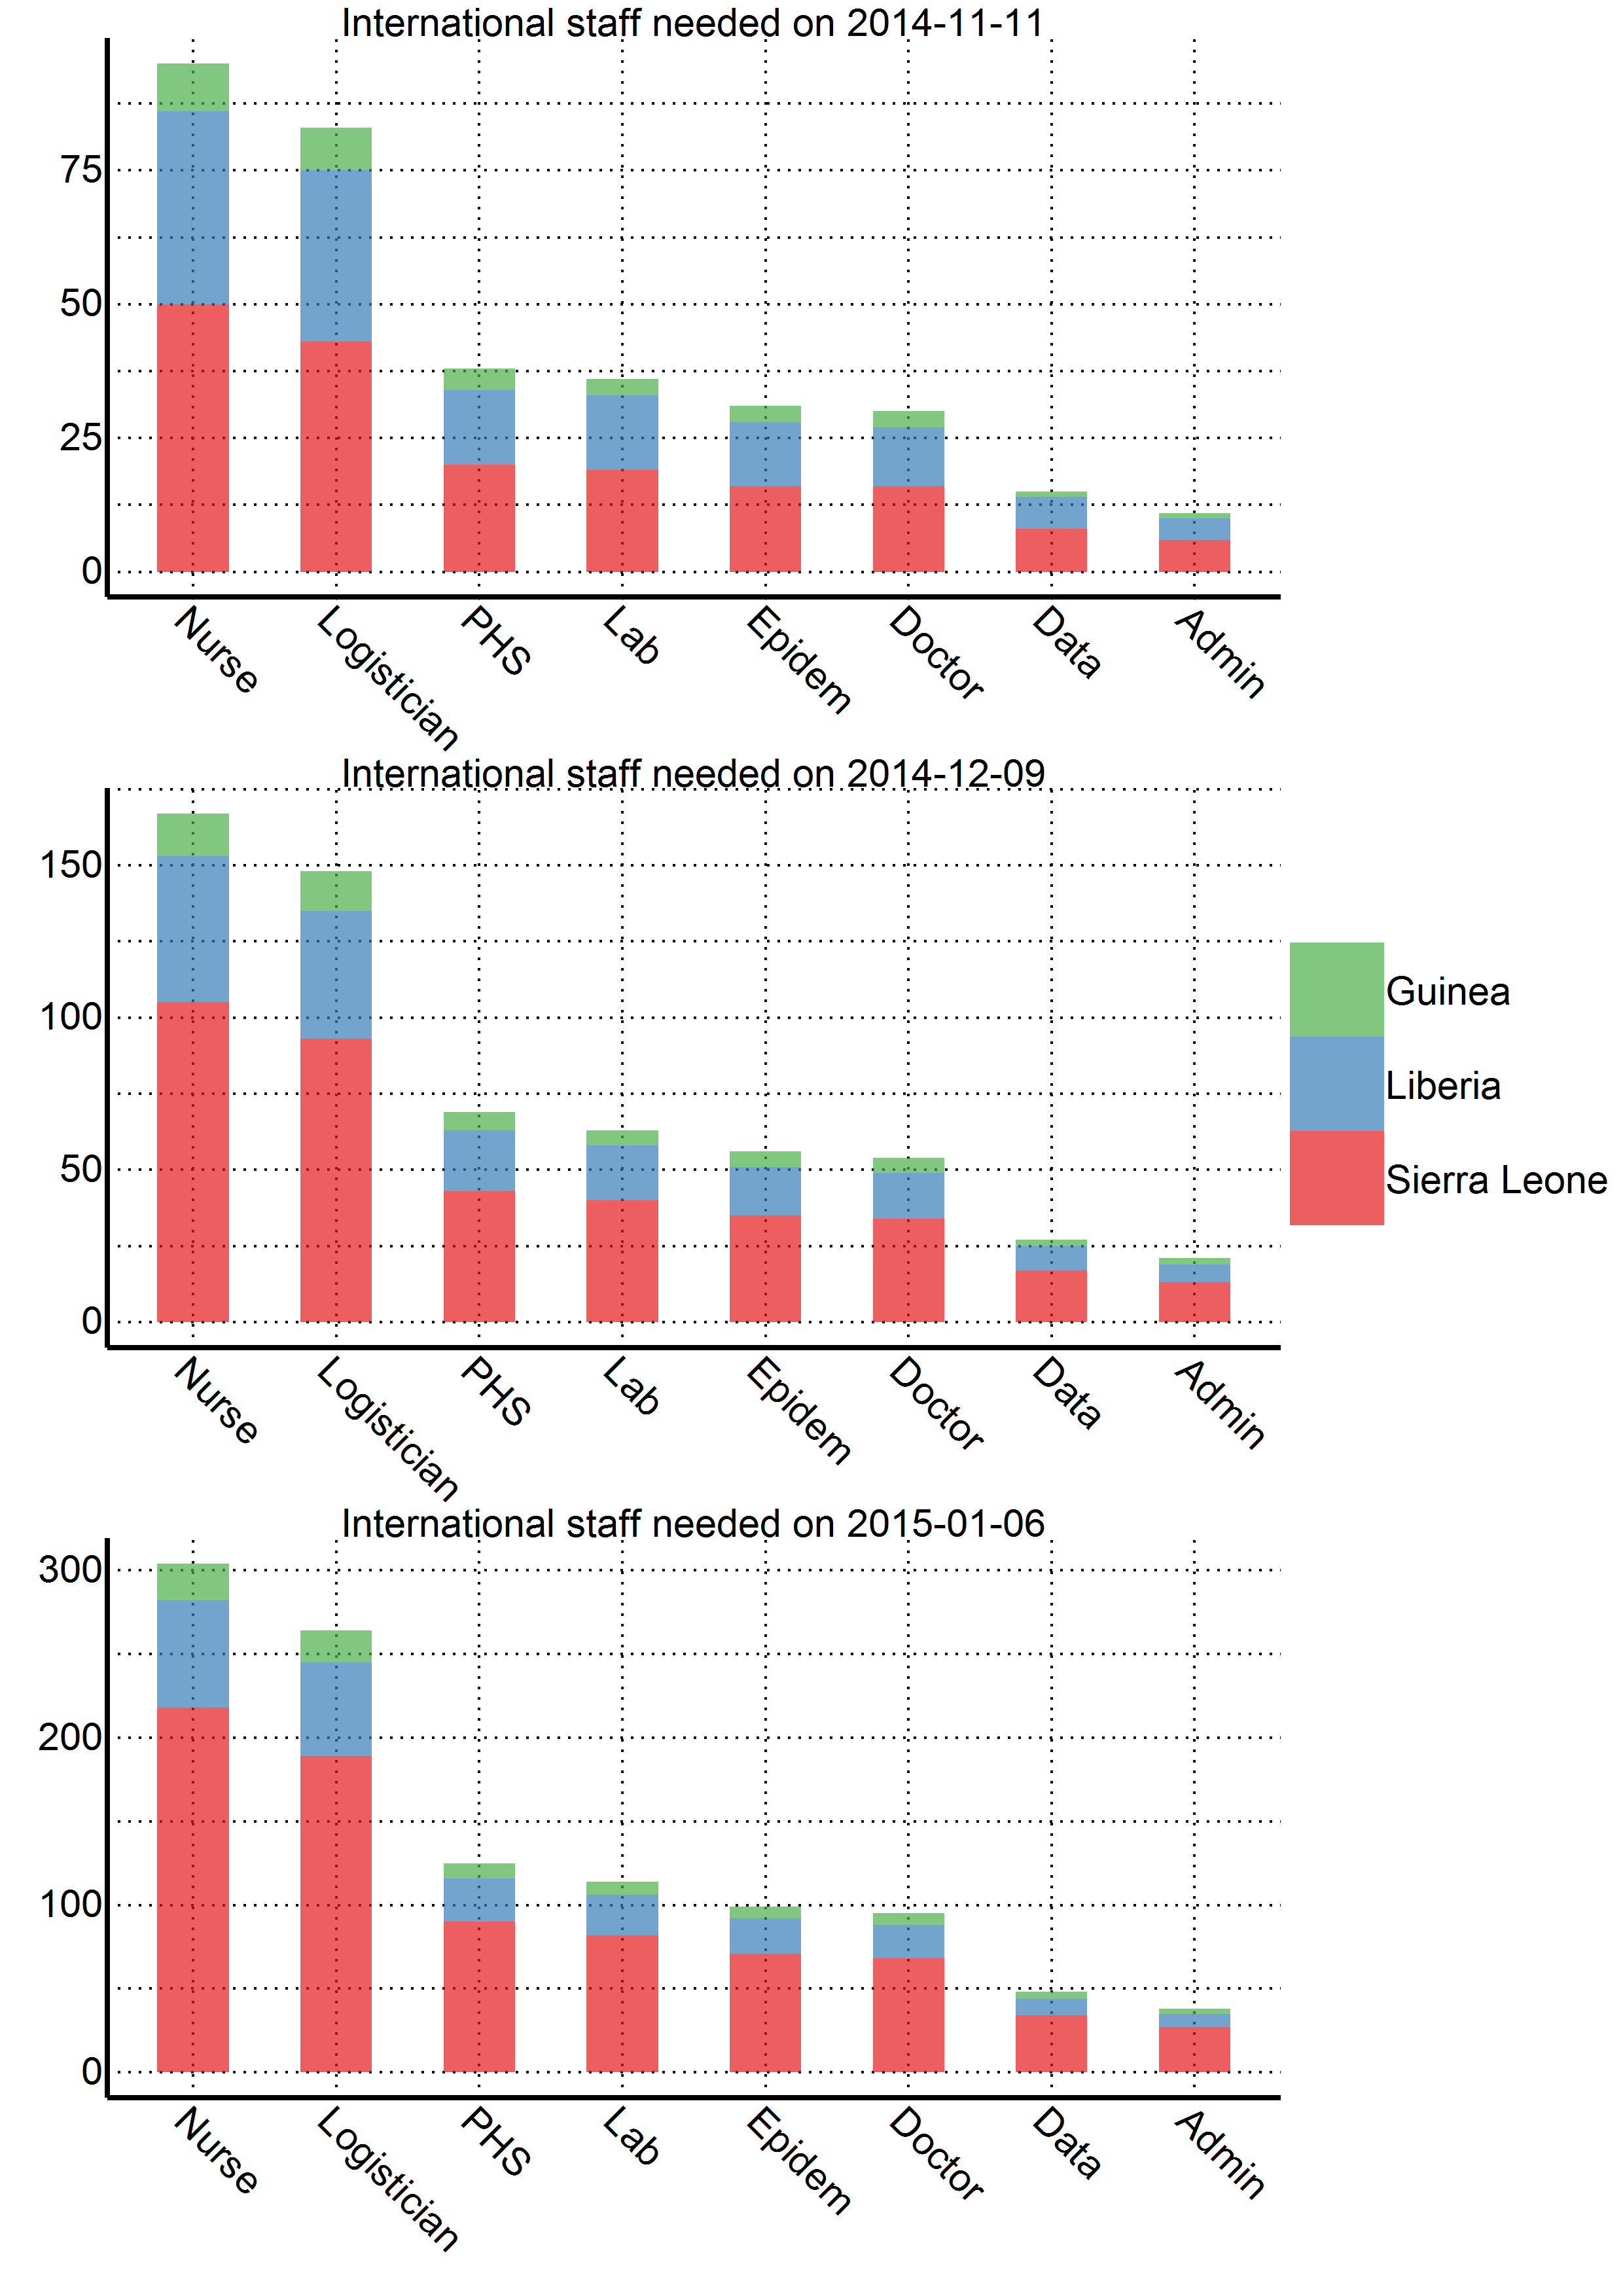 International staff needed on 2014-11-11
75
50
25
0
Nurse Logistician PHS Lab Epidem Doctor Data Admin
International staff needed on 2014-12-09
150
100
50
0
Nurse Logistician PHS Lab Epidem Doctor Data Admin
Guinea
Liberia
Sierra Leone
International staff needed on 2015-01-06
300
200
100
0
Nurse Logistician PHS Lab Epidem Doctor Data Admin